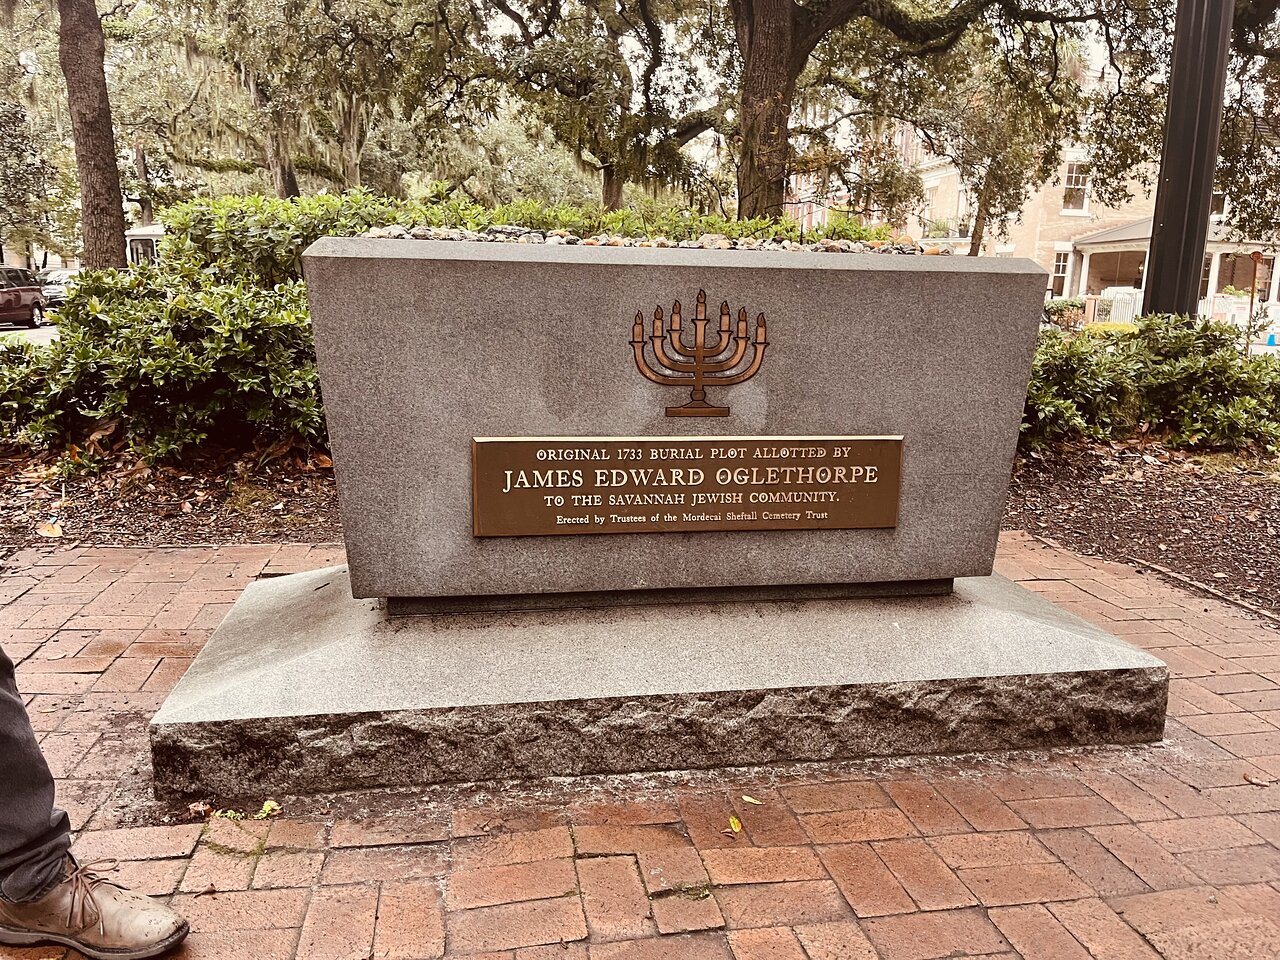 ORIGINAL 1733 BURIAL PLOT ALLOTTED BY
JAMES EDWARD OGLETHORPE
TO THE SAVANNAH JEWISH COMMUNITY.
Erected by Trustees of the Mordecai Sheftall Cemetery Trust